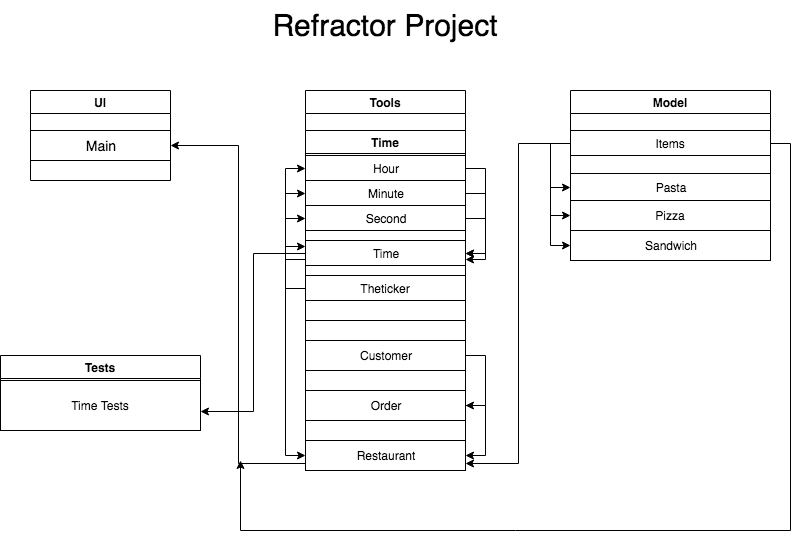 Refractor Project
UI
Main
Tools
Time
Hour
Minute
Second
Time
Theticker
Customer
Order
Restaurant
Model
Items
Pasta
Pizza
Sandwich
Tests
Time Tests